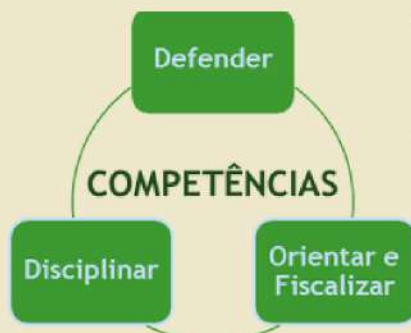 Defender
COMPETÊNCIAS
Disciplinar
Orientar e
Fiscalizar